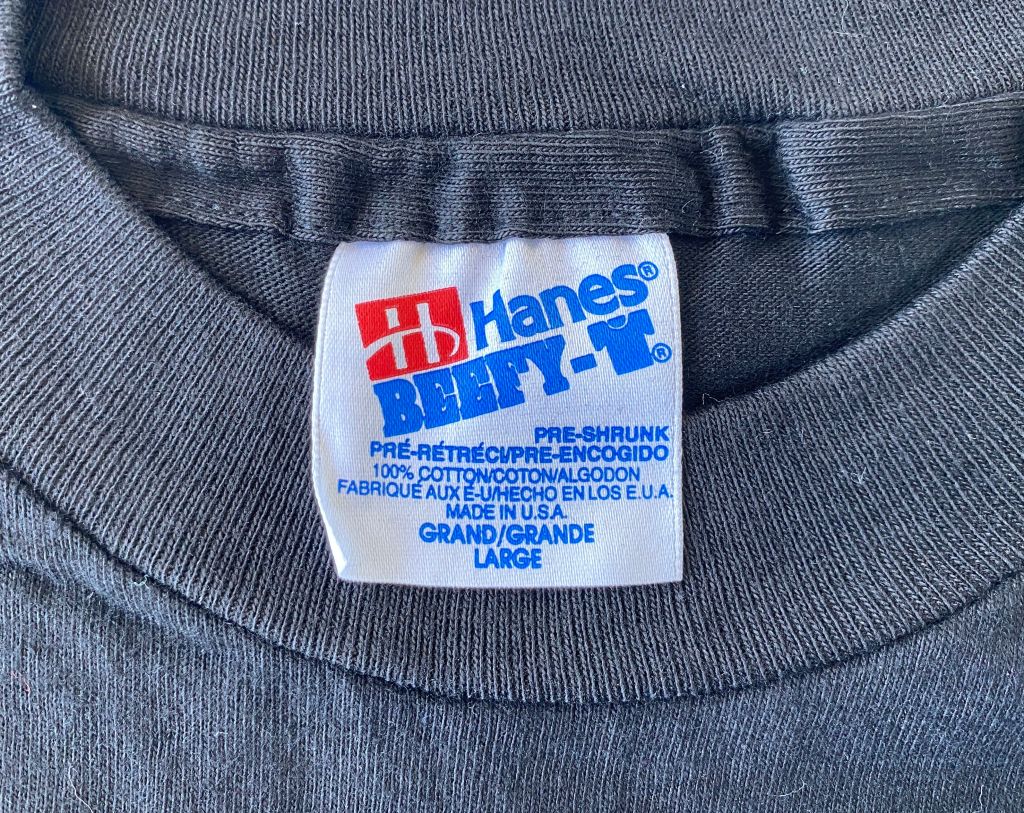 Hanes®
BEEFY-T®
PRE-SHRUNK
PRÉ-RÉTRÉCI/PRE-ENCOGIDO
100% COTTON/COTON/ALGODON
FABRIQUÉ AUX É-U/HECHO EN LOS E.U.A.
MADE IN U.S.A.
GRAND/GRANDE
LARGE